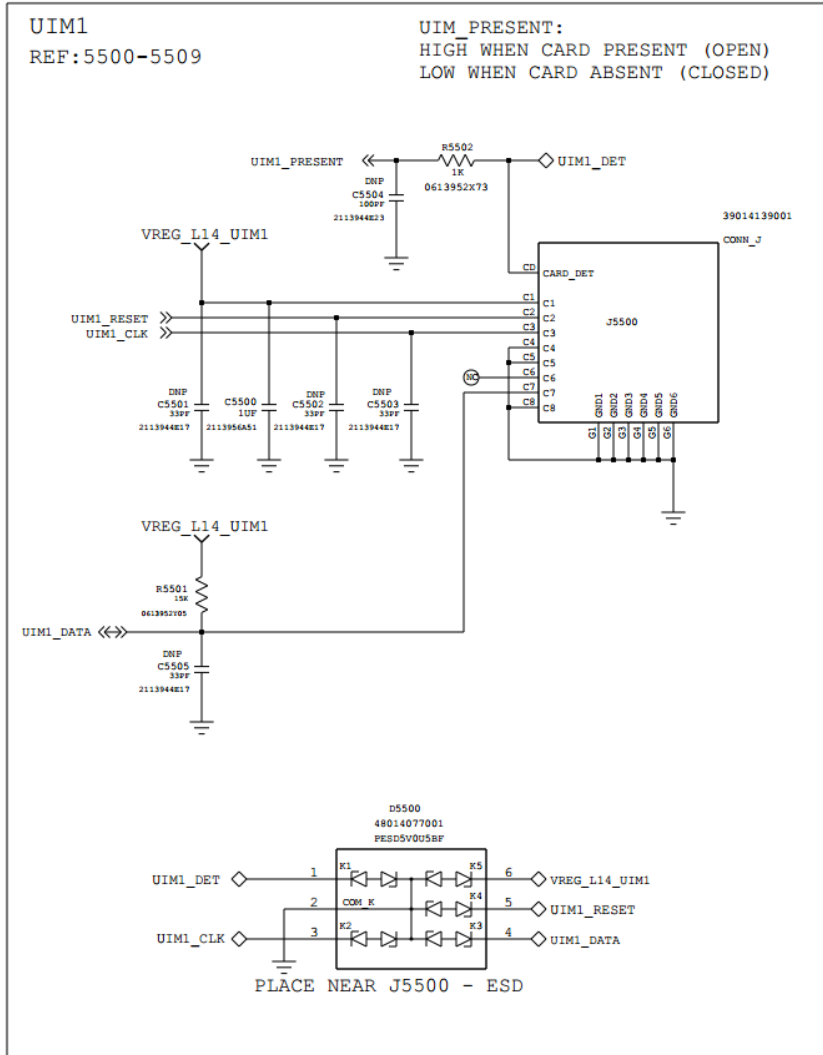 UIM1
REF:5500-5509
UIM_PRESENT:
HIGH WHEN CARD PRESENT (OPEN)
LOW WHEN CARD ABSENT (CLOSED)
R5502
UIM1_PRESENT
UIM1_DET
1K
0613952X73
DNP
C5504
100PF
2113944E23
39014139001
CONN_J
VREG_L14_UIM1
CD
CARD_DET
C1
C1
UIM1_RESET
C2
C2
J5500
UIM1_CLK
C3
C3
C4
C4
C5
C5
NC
C6
C6
C7
C7
C8
C8
GND1
GND2
GND3
GND4
GND5
GND6
G1
G2
G3
G4
G5
G6
DNP
C5501
33PF
2113944E17
C5500
1UF
2113956A51
DNP
C5502
33PF
2113944E17
DNP
C5503
33PF
2113944E17
VREG_L14_UIM1
R5501
15K
0613952Y05
UIM1_DATA
DNP
C5505
33PF
2113944E17
D5500
48014077001
PESD5V0U5BF
UIM1_DET
1
K1
K5
6
VREG_L14_UIM1
2
COM_K
K4
5
UIM1_RESET
UIM1_CLK
3
K2
K3
4
UIM1_DATA
PLACE NEAR J5500 - ESD